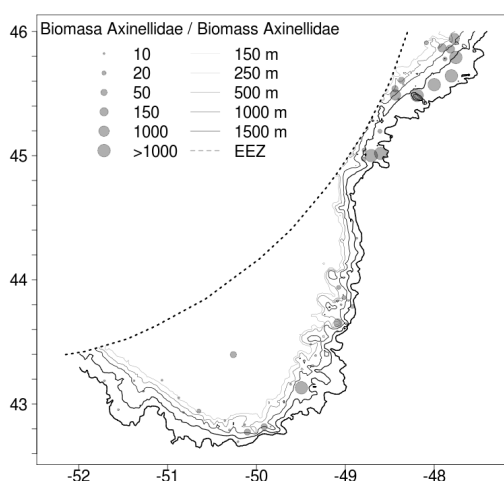 46
Biomasa Axinellidae / Biomass Axinellidae
10 150 m
20 250 m
50 500 m
150 1000 m
1000 1500 m
>1000 EEZ
45
44
43
-52 -51 -50 -49 -48